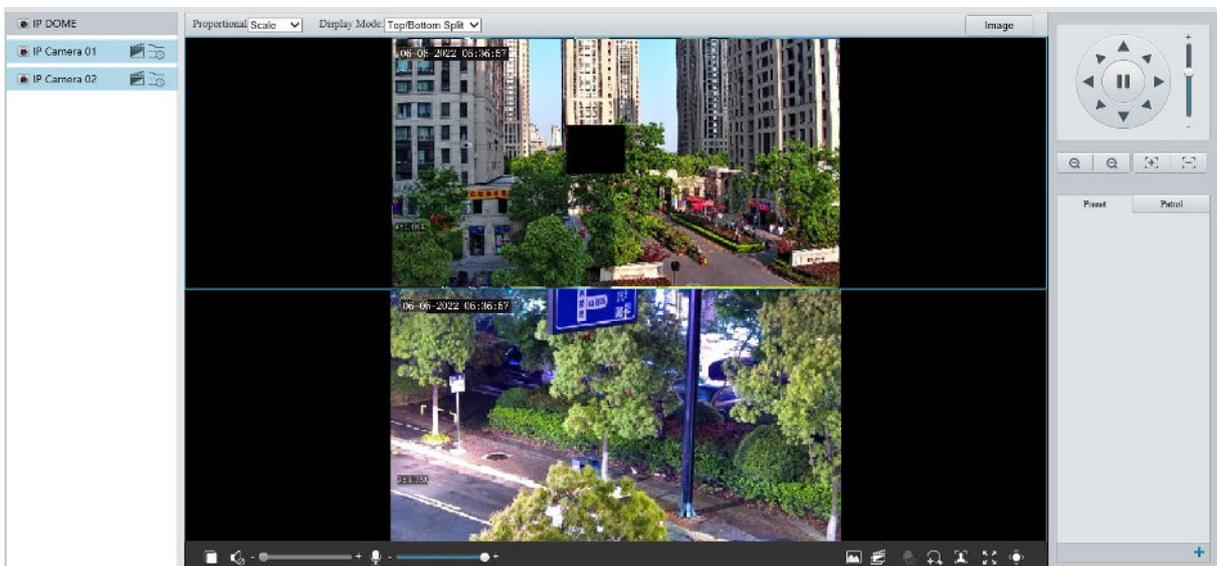 IP DOME
Proportional Scale
Display Mode: Top/Bottom Split
Image
IP Camera 01
IP Camera 02
06-06-2022 06:36:57
06-06-2022 06:36:57
Preset
Patrol